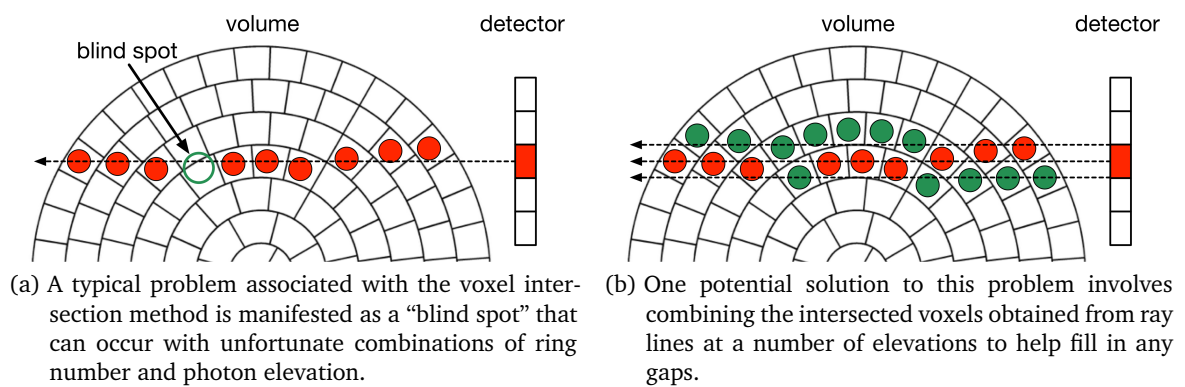 volume
detector
blind spot
volume
detector
(a) A typical problem associated with the voxel inter-
section method is manifested as a “blind spot” that
can occur with unfortunate combinations of ring
number and photon elevation.
(b) One potential solution to this problem involves
combining the intersected voxels obtained from ray
lines at a number of elevations to help fill in any
gaps.